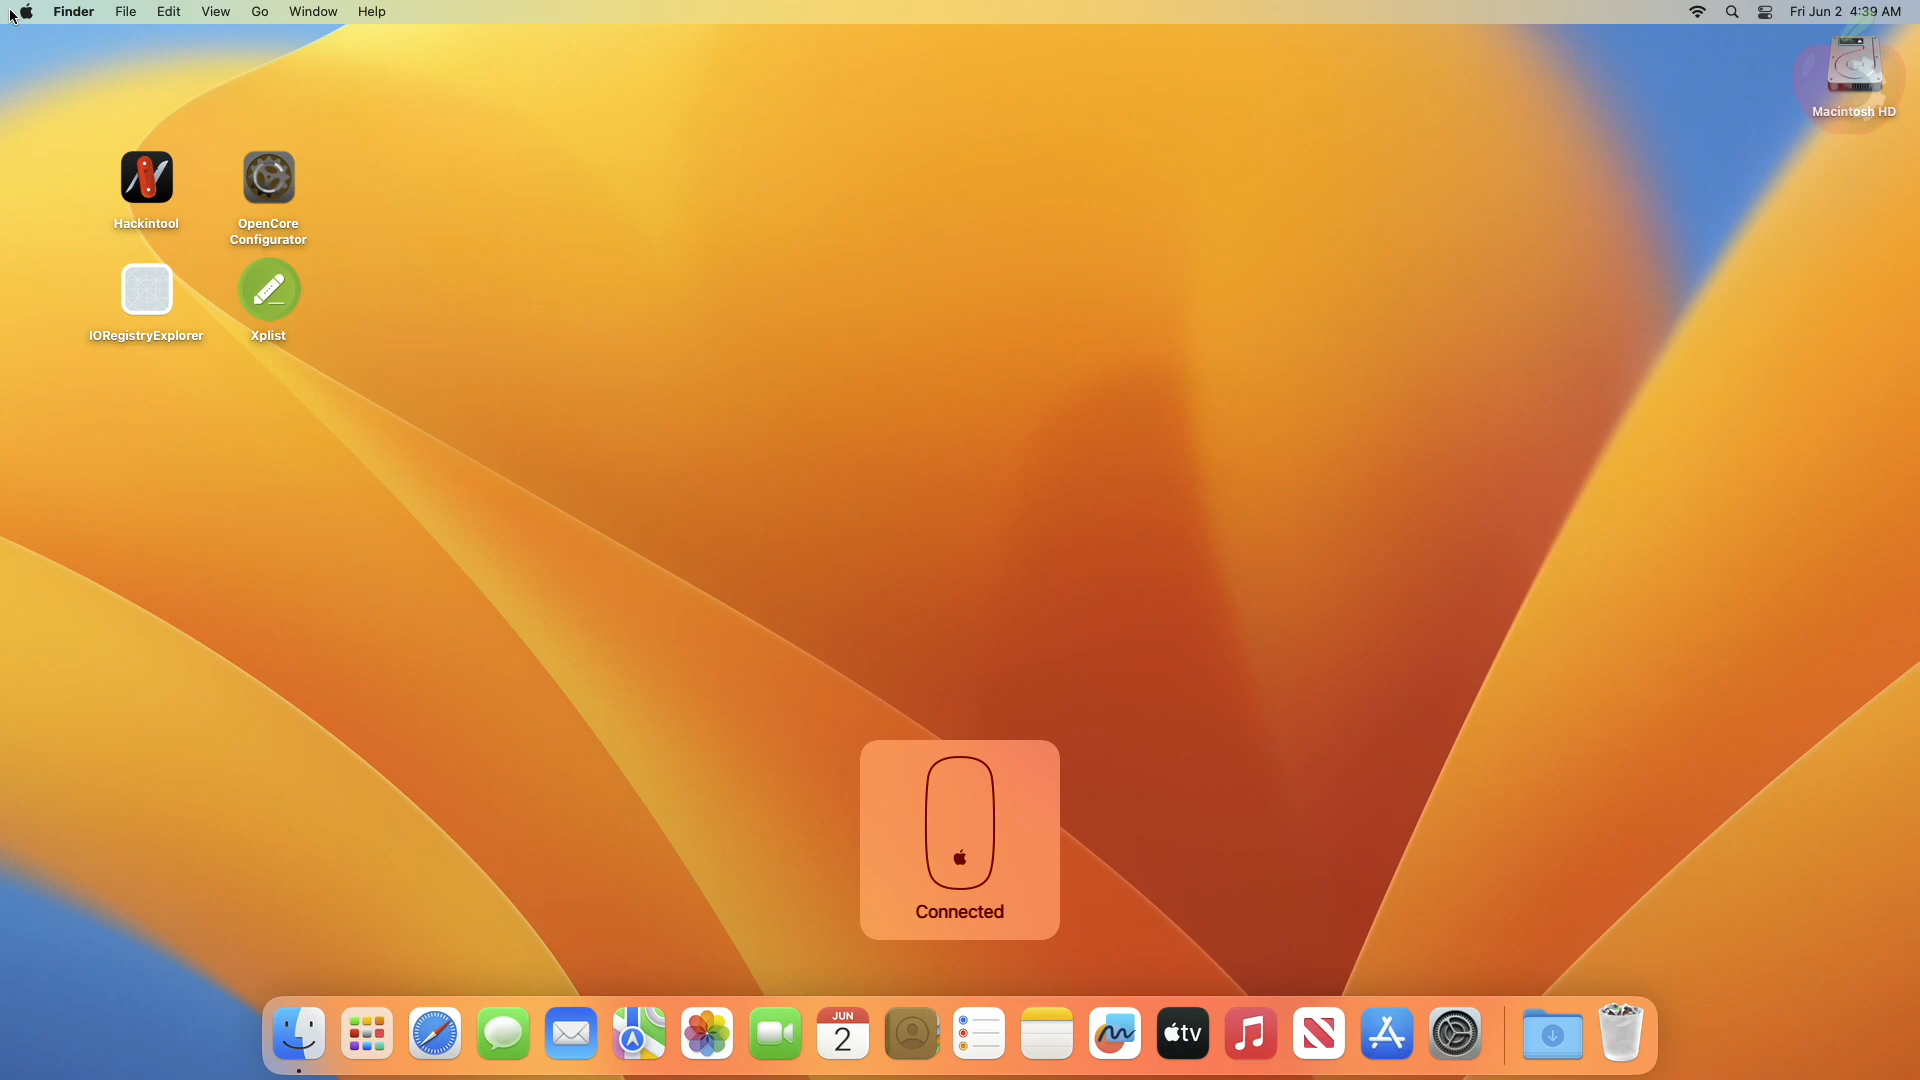 Finder File Edit View Go Window Help Fri Jun 2 4:39 AM
Macintosh HD
Hackintool
OpenCore
Configurator
IORegistryExplorer
Xplist
Connected
JUN
2
tv